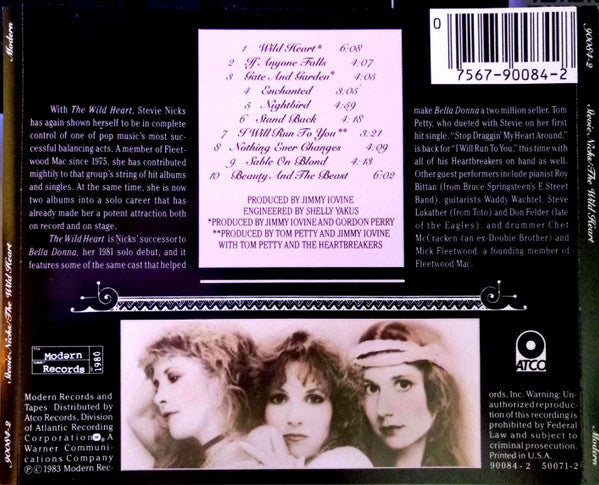 Modern
90084-2
Stevie Nicks/The Wild Heart
1 Wild Heart* 6:08
2 If Anyone Falls 4:07
3 Gate And Garden* 4:05
4 Enchanted 3:05
5 Nightbird 4:59
6 Stand Back 4:18
7 I Will Run To You** 3:21
8 Nothing Ever Changes 4:09
9 Sable On Blond 4:18
10 Beauty And The Beast 6:02
PRODUCED BY JIMMY IOVINE
ENGINEERED BY SHELLY YAKUS
*PRODUCED BY JIMMY IOVINE AND GORDON PERRY
**PRODUCED BY TOM PETTY AND JIMMY IOVINE
WITH TOM PETTY AND THE HEARTBREAKERS
0
7567-90084-2
With The Wild Heart, Stevie Nicks
has again shown herself to be in complete
control of one of pop music's most suc-
cessful balancing acts. A member of Fleet-
wood Mac since 1975, she has contributed
mightily to that group's string of hit albums
and singles. At the same time, she is now
two albums into a solo career that has
already made her a potent attraction both
on record and on stage.
The Wild Heart is Nicks' successor to
Bella Donna, her 1981 solo debut, and it
features some of the same cast that helped
make Bella Donna a two million seller. Tom
Petty, who dueted with Stevie on her first
hit single, "Stop Draggin' My Heart Around,"
is back for "I Will Run To You," this time with
all of his Heartbreakers on hand as well.
Other guest performers include pianist Roy
Bittan (from Bruce Springsteen's E Street
Band), guitarists Waddy Wachtel, Steve
Lukather (from Toto) and Don Felder (late
of the Eagles), and drummer Chet
McCracken (an ex-Doobie Brother) and
Mick Fleetwood, a founding member of
Fleetwood Mac.
Modern
Records
1980
Modern Records and
Tapes. Distributed by
Atco Records, Division
of Atlantic Recording
Corporation, A
Warner Communi-
cations Company
℗©1983 Modern Rec-
ATCO
ords, Inc. Warning: Un-
authorized reproduc-
tion of this recording is
prohibited by Federal
Law and subject to
criminal prosecution.
Printed in U.S.A.
90084-2 50071-2
90084-2
Stevie Nicks/The Wild Heart
Modern